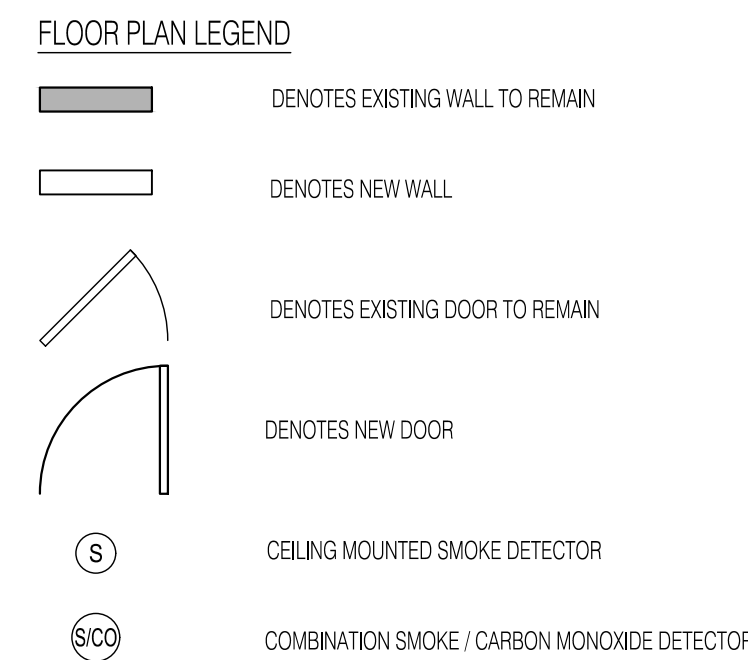 FLOOR PLAN LEGEND
DENOTES EXISTING WALL TO REMAIN
DENOTES NEW WALL
DENOTES EXISTING DOOR TO REMAIN
DENOTES NEW DOOR
S CEILING MOUNTED SMOKE DETECTOR
S/CO COMBINATION SMOKE / CARBON MONOXIDE DETECTOR